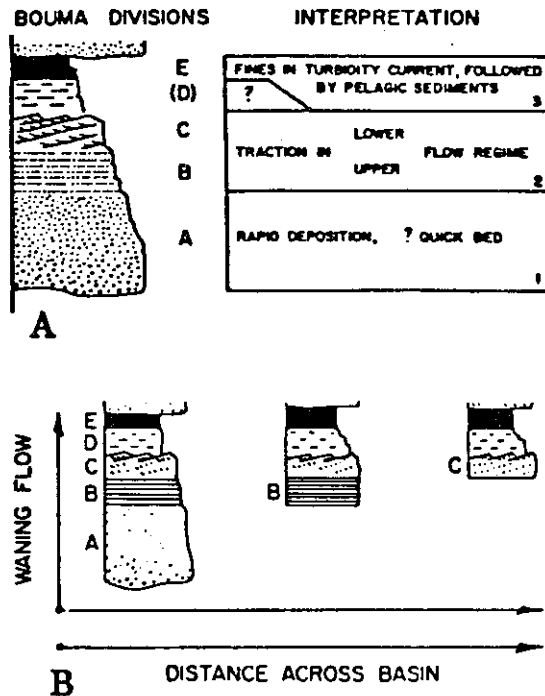 BOUMA DIVISIONS INTERPRETATION
E FINES IN TURBIDITY CURRENT, FOLLOWED
(D) ? BY PELAGIC SEDIMENTS
3
C LOWER
TRACTION IN FLOW REGIME
B UPPER
2
A RAPID DEPOSITION, ? QUICK BED
1
A
WANING FLOW
E
D
C
B
A
B
C
DISTANCE ACROSS BASIN
B